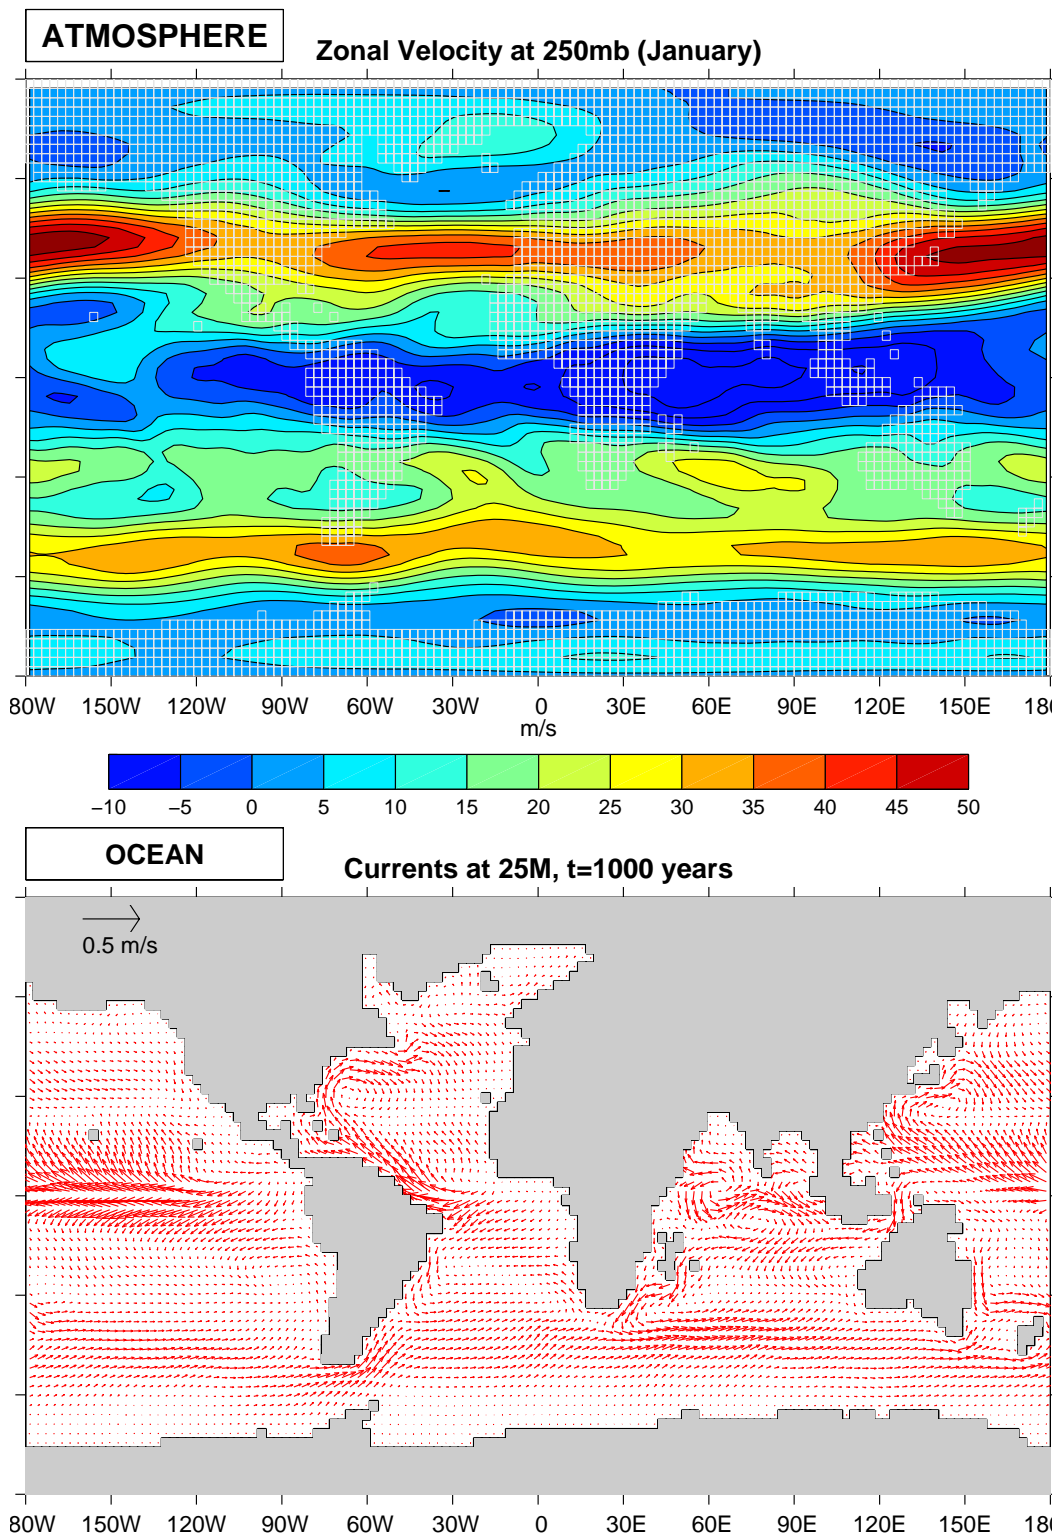 ATMOSPHERE
Zonal Velocity at 250mb (January)
80W 150W 120W 90W 60W 30W 0 30E 60E 90E 120E 150E 180
m/s
−10 −5 0 5 10 15 20 25 30 35 40 45 50
OCEAN
Currents at 25M, t=1000 years
0.5 m/s
80W 150W 120W 90W 60W 30W 0 30E 60E 90E 120E 150E 180